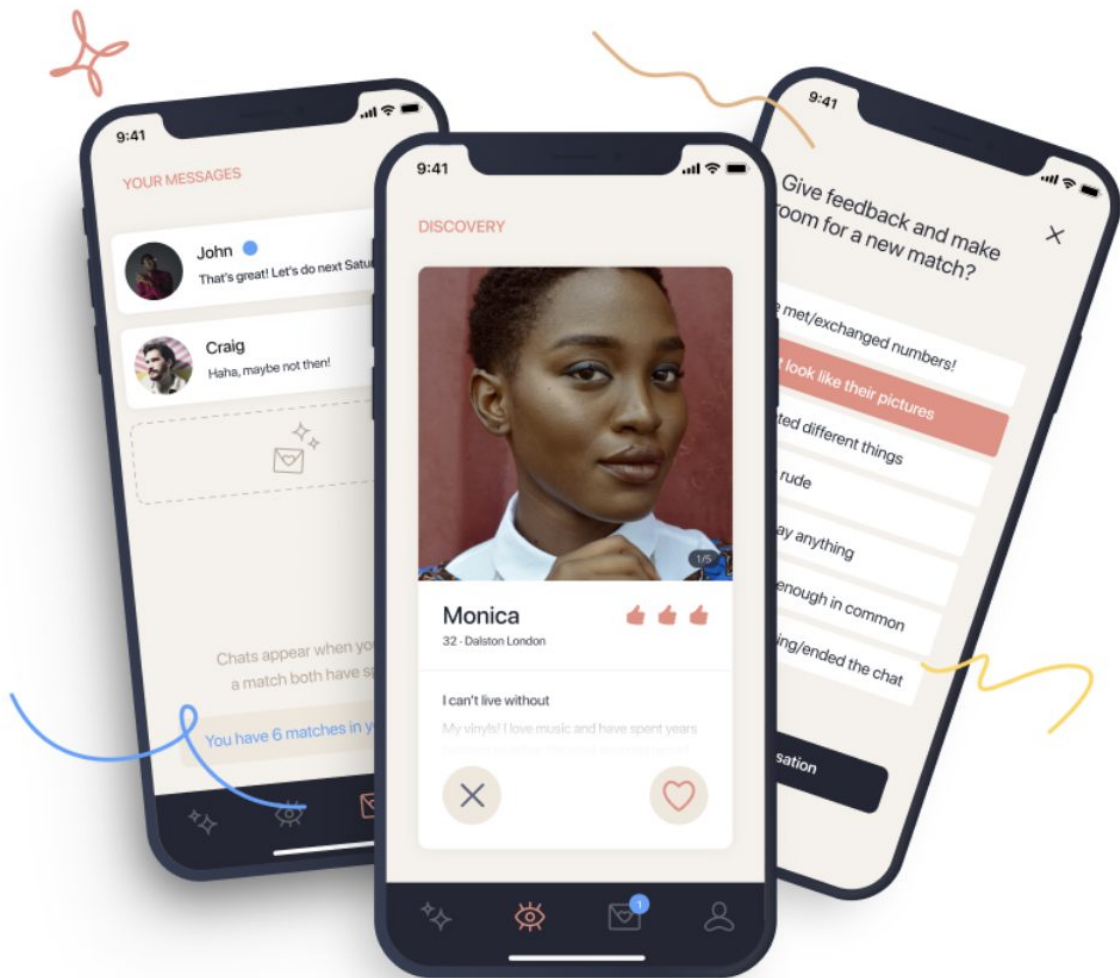 9:41
YOUR MESSAGES
John
That's great! Let's do next Satu
Craig
Haha, maybe not then!
Chats appear when you
a match both have sp
You have 6 matches in y
9:41
DISCOVERY
1/5
Monica
32 · Dalston London
I can't live without
My vinyls! I love music and have spent years
1
9:41
Give feedback and make
room for a new match?
e met/exchanged numbers!
t look like their pictures
ted different things
rude
ay anything
enough in common
ing/ended the chat
sation